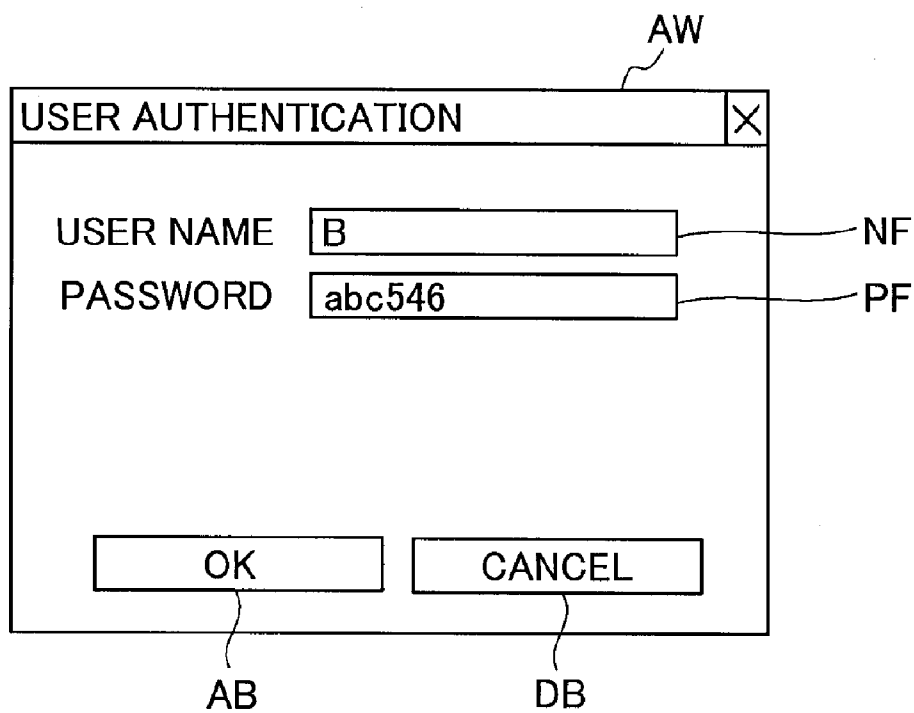 AW
USER AUTHENTICATION
USER NAME B NF
PASSWORD abc546 PF
OK CANCEL
AB DB